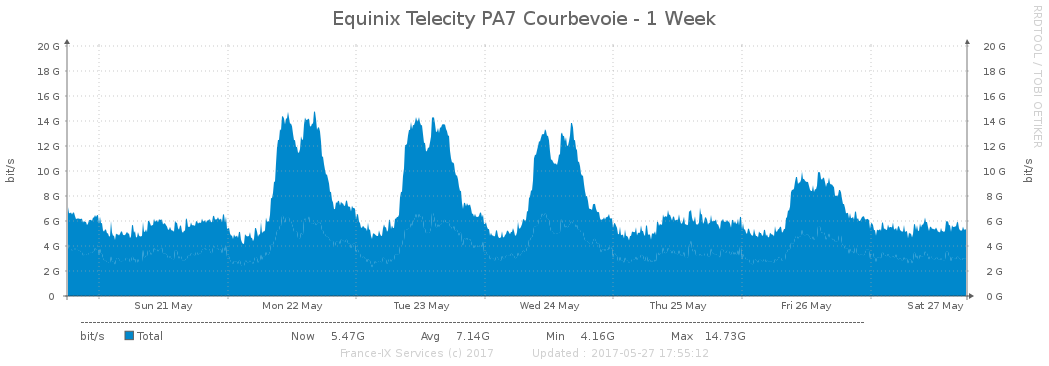 Equinix Telecity PA7 Courbevoie - 1 Week
RRDTOOL / TOBI OETIKER
20 G 20 G
18 G 18 G
16 G 16 G
14 G 14 G
12 G 12 G
10 G 10 G
8 G 8 G
6 G 6 G
4 G 4 G
2 G 2 G
0 0 G
bit/s
bit/s
Sun 21 May Mon 22 May Tue 23 May Wed 24 May Thu 25 May Fri 26 May Sat 27 May
bit/s Total Now 5.47G Avg 7.14G Min 4.16G Max 14.73G
France-IX Services (c) 2017 Updated : 2017-05-27 17:55:12